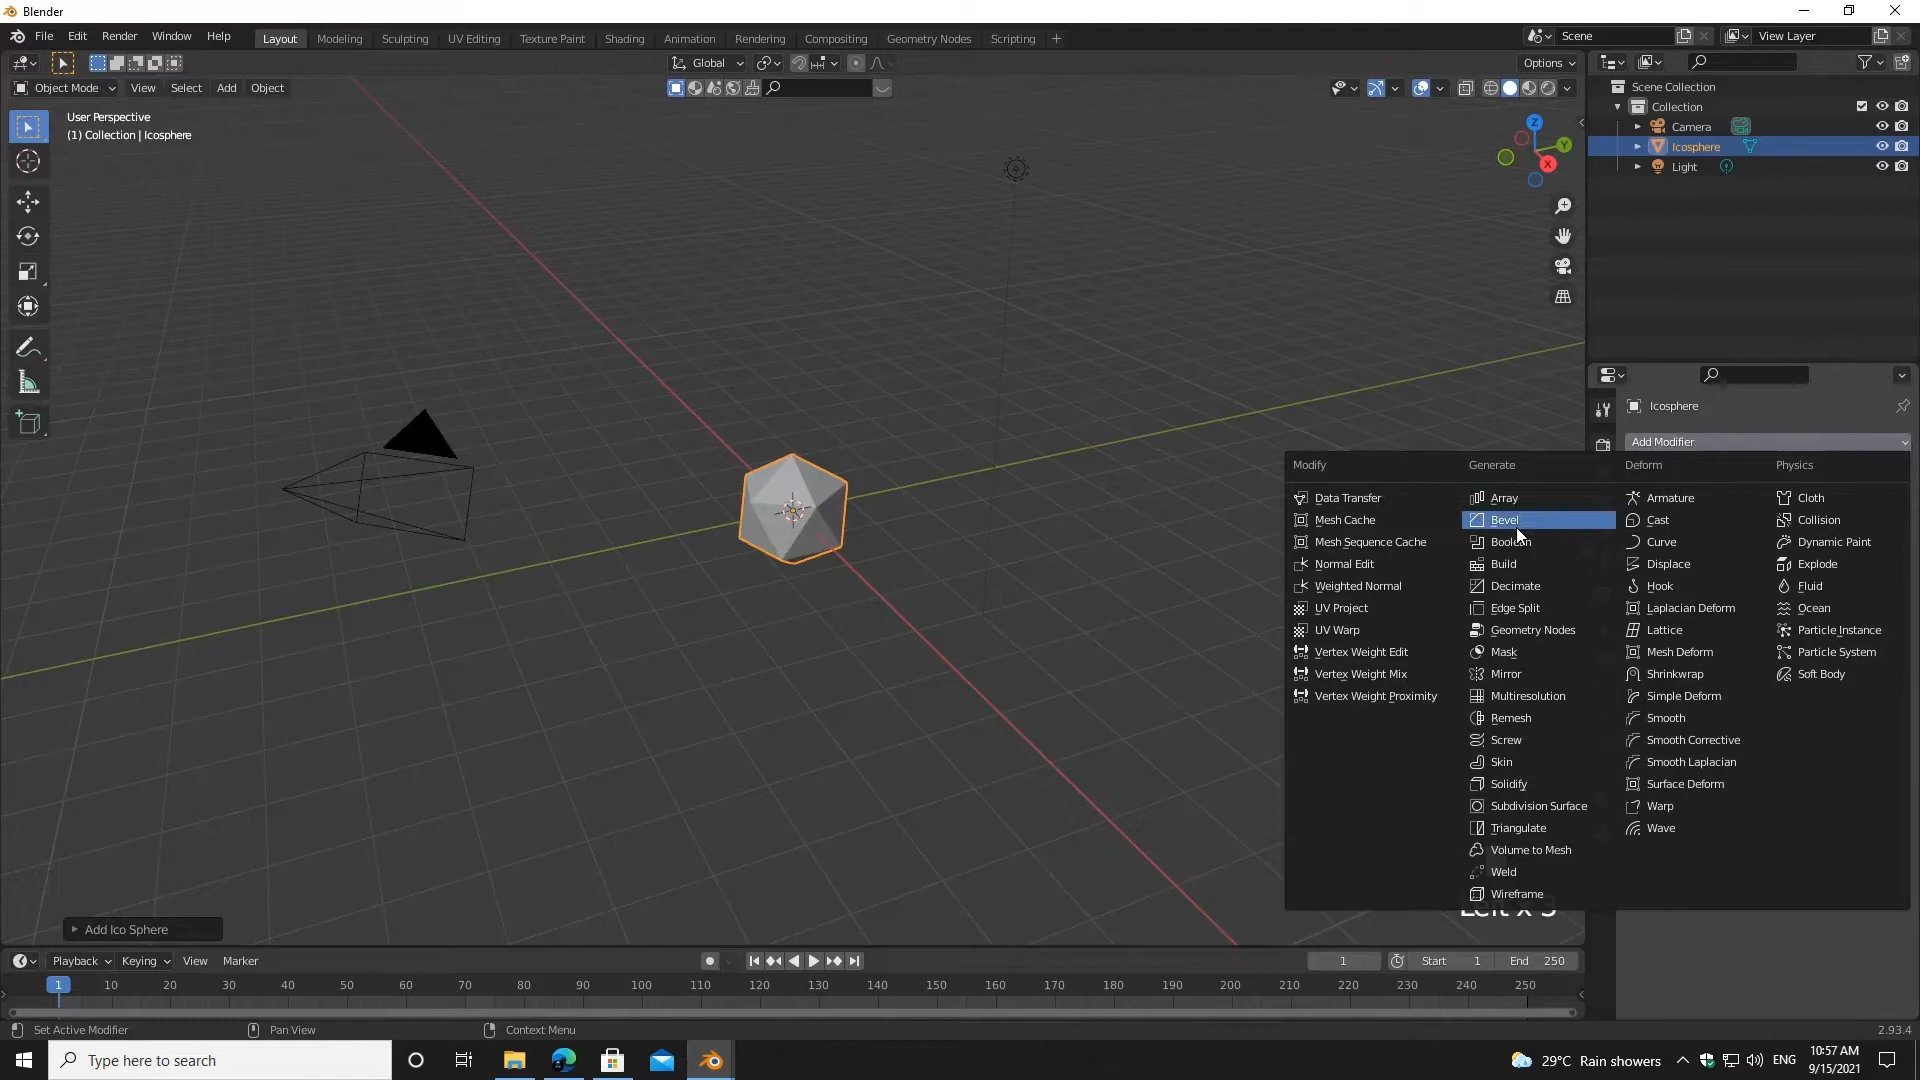 Blender
File Edit Render Window Help
Layout Modeling Sculpting UV Editing Texture Paint Shading Animation Rendering Compositing Geometry Nodes Scripting +
Scene
View Layer
Global
Options
Object Mode View Select Add Object
User Perspective
(1) Collection | Icosphere
Z
Y
X
Scene Collection
Collection
Camera
Icosphere
Light
Icosphere
Add Modifier
Modify
Data Transfer
Mesh Cache
Mesh Sequence Cache
Normal Edit
Weighted Normal
UV Project
UV Warp
Vertex Weight Edit
Vertex Weight Mix
Vertex Weight Proximity
Generate
Array
Bevel
Boolean
Build
Decimate
Edge Split
Geometry Nodes
Mask
Mirror
Multiresolution
Remesh
Screw
Skin
Solidify
Subdivision Surface
Triangulate
Volume to Mesh
Weld
Wireframe
Deform
Armature
Cast
Curve
Displace
Hook
Laplacian Deform
Lattice
Mesh Deform
Shrinkwrap
Simple Deform
Smooth
Smooth Corrective
Smooth Laplacian
Surface Deform
Warp
Wave
Physics
Cloth
Collision
Dynamic Paint
Explode
Fluid
Ocean
Particle Instance
Particle System
Soft Body
Add Ico Sphere
Playback Keying View Marker
1 Start 1 End 250
1 10 20 30 40 50 60 70 80 90 100 110 120 130 140 150 160 170 180 190 200 210 220 230 240 250
Set Active Modifier Pan View Context Menu 2.93.4
Type here to search
29°C Rain showers
ENG
10:57 AM
9/15/2021